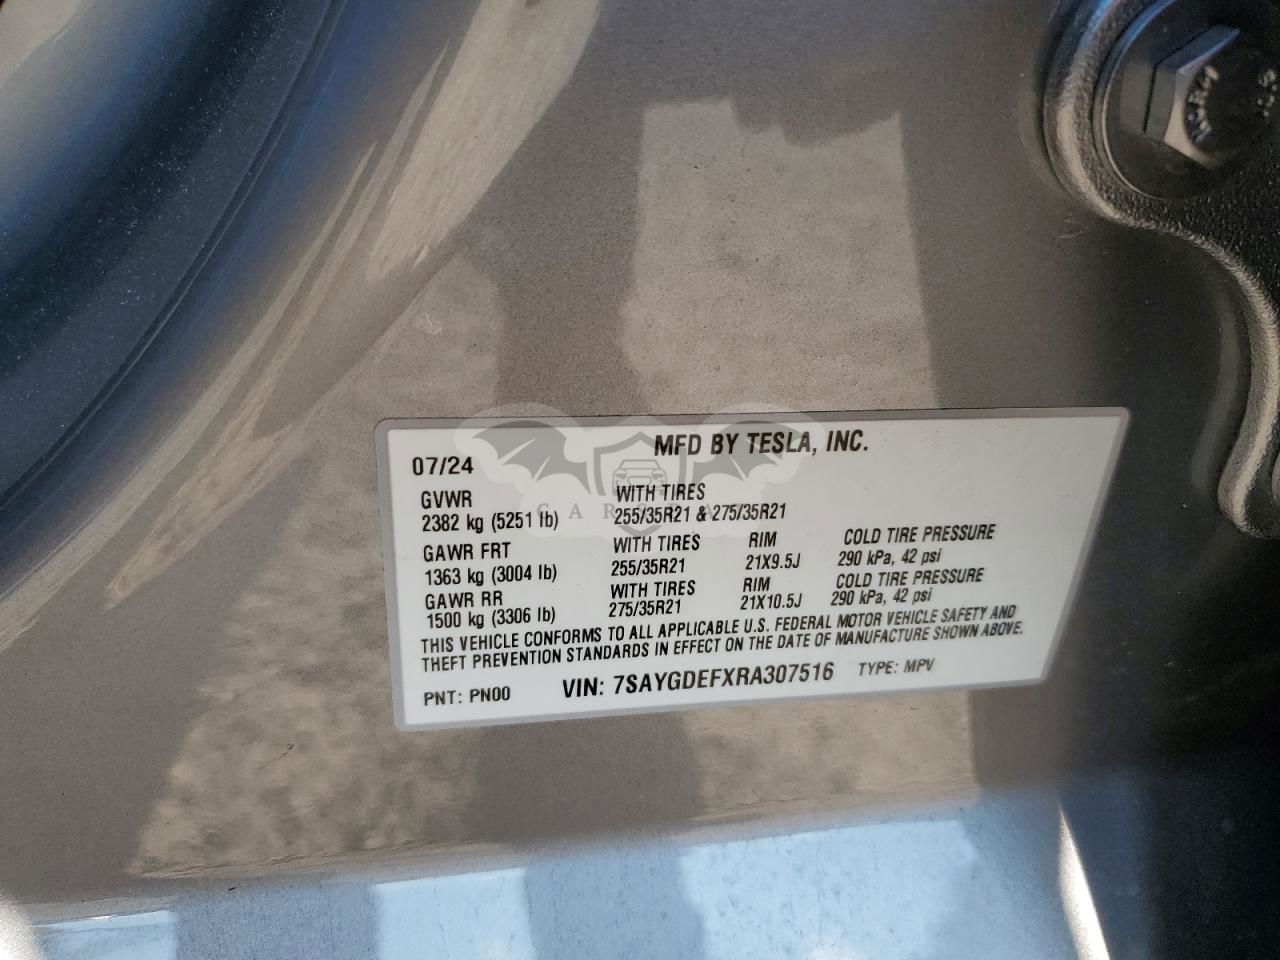 MFD BY TESLA, INC.
07/24
GVWR WITH TIRES
2382 kg (5251 lb) 255/35R21 & 275/35R21
GAWR FRT WITH TIRES RIM COLD TIRE PRESSURE
1363 kg (3004 lb) 255/35R21 21X9.5J 290 kPa, 42 psi
GAWR RR WITH TIRES RIM COLD TIRE PRESSURE
1500 kg (3306 lb) 275/35R21 21X10.5J 290 kPa, 42 psi
THIS VEHICLE CONFORMS TO ALL APPLICABLE U.S. FEDERAL MOTOR VEHICLE SAFETY AND
THEFT PREVENTION STANDARDS IN EFFECT ON THE DATE OF MANUFACTURE SHOWN ABOVE.
PNT: PN00 VIN: 7SAYGDEFXRA307516 TYPE: MPV